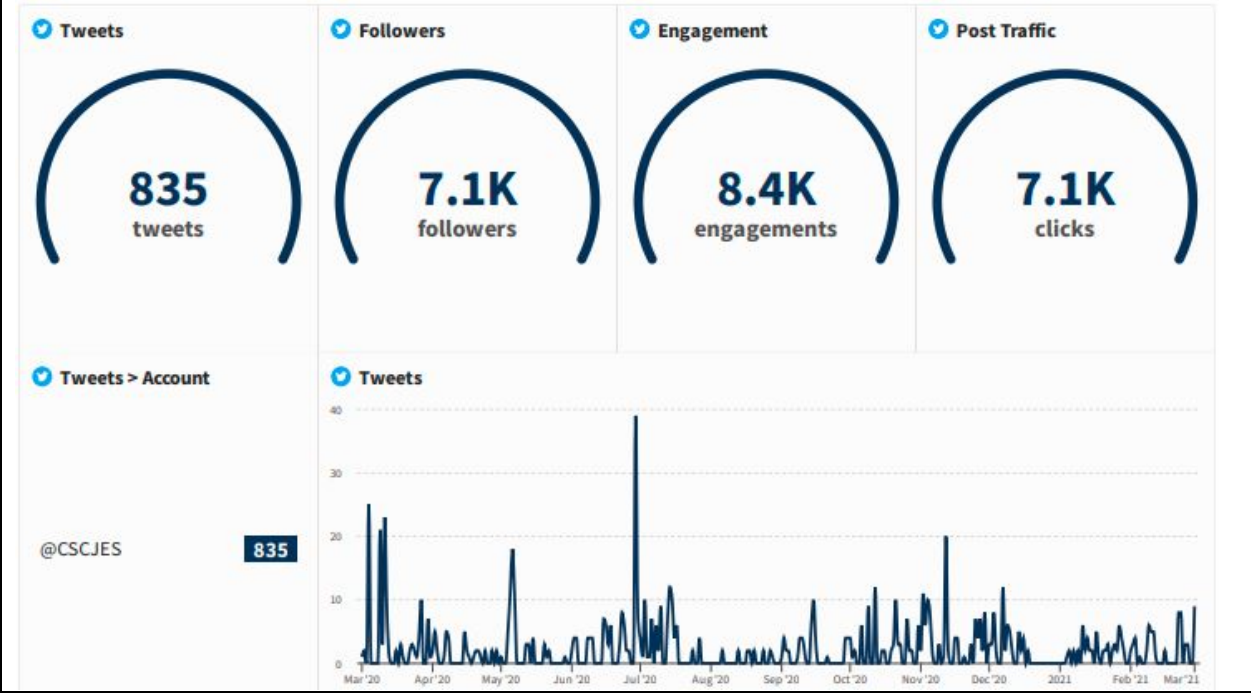 Tweets
835
tweets
Followers
7.1K
followers
Engagement
8.4K
engagements
Post Traffic
7.1K
clicks
Tweets > Account
@CSCJES 835
Tweets
40
30
20
10
0
Mar'20 Apr'20 May'20 Jun'20 Jul'20 Aug'20 Sep'20 Oct'20 Nov'20 Dec'20 2021 Feb'21 Mar'21